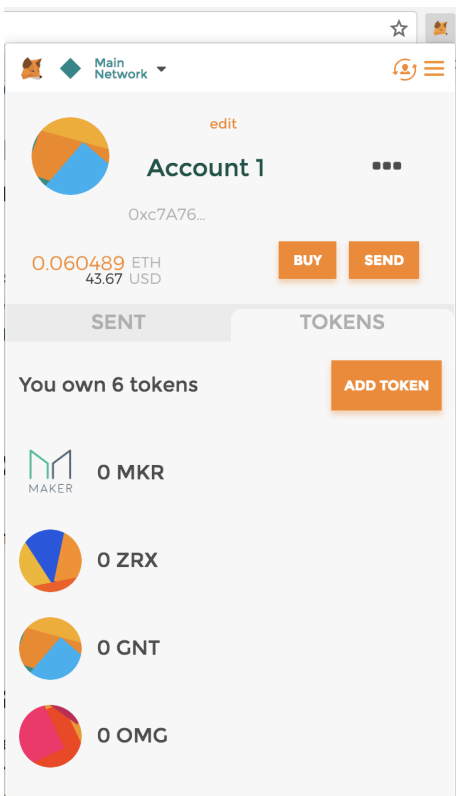 Main
Network
edit
Account 1
0xc7A76...
0.060489 ETH
43.67 USD
BUY
SEND
SENT
TOKENS
You own 6 tokens
ADD TOKEN
MAKER
0 MKR
0 ZRX
0 GNT
0 OMG